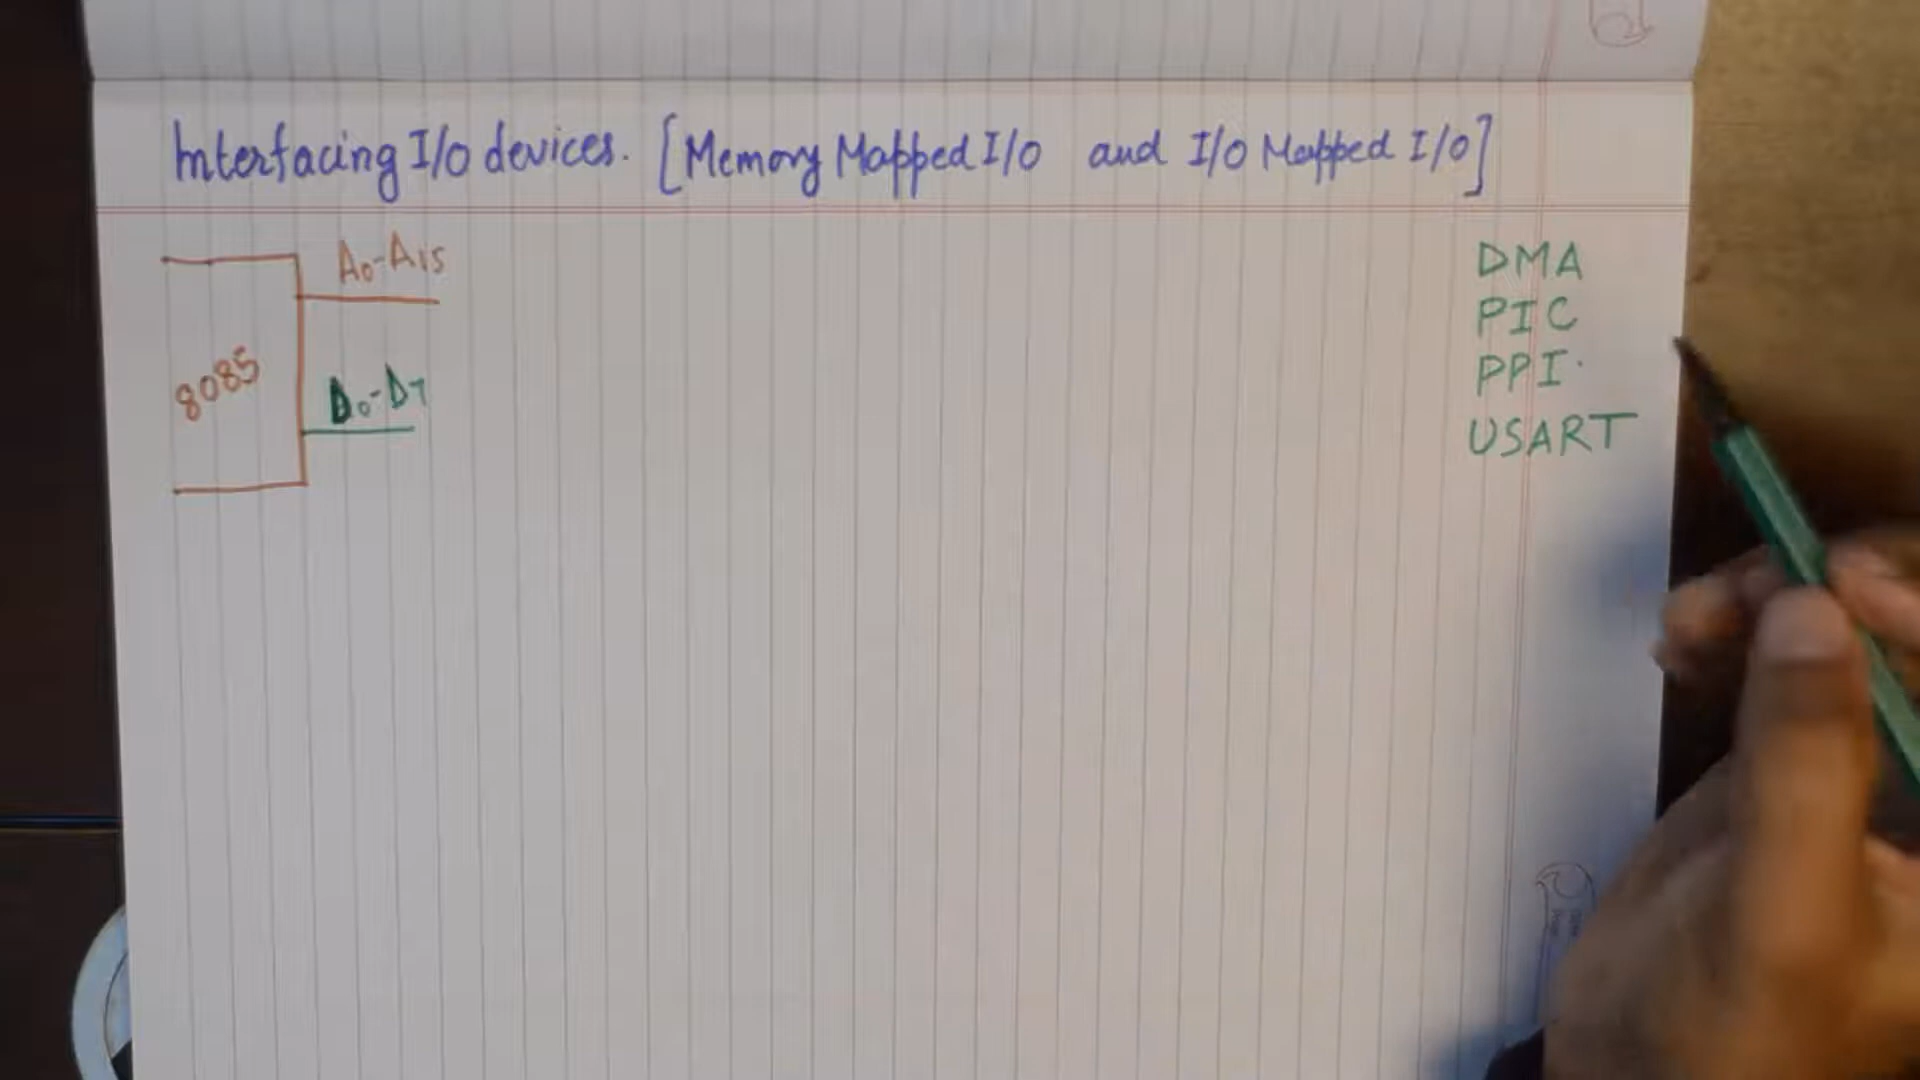 Interfacing I/O devices. [Memory Mapped I/O and I/O Mapped I/O]
A0-A15
8085
D0-D7
DMA
PIC
PPI.
USART